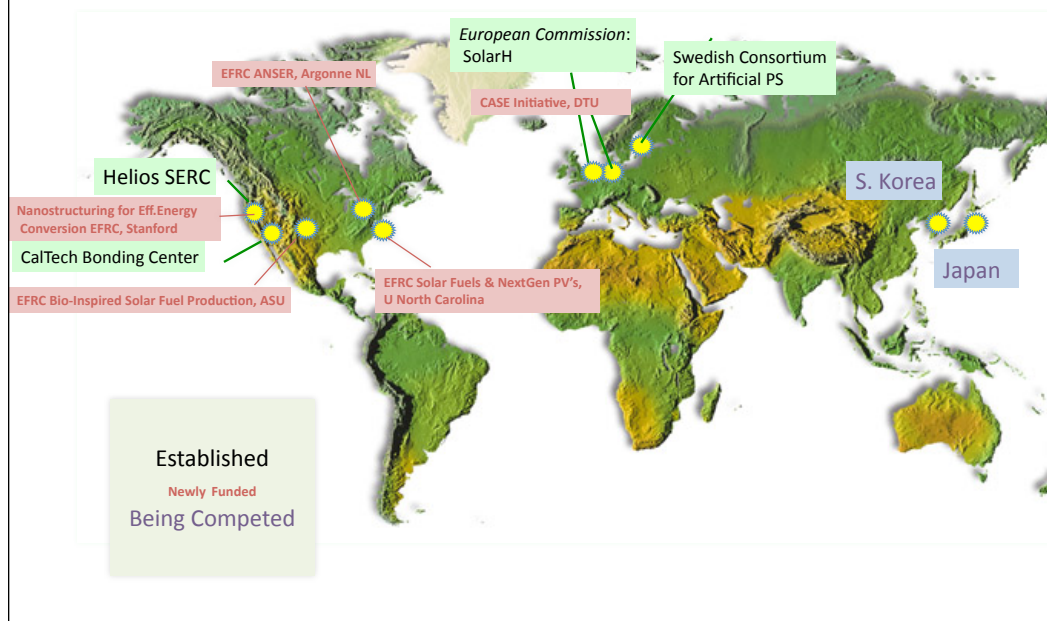 European Commission:
SolarH
Swedish Consortium
for Artificial PS
EFRC ANSER, Argonne NL
CASE Initiative, DTU
Helios SERC
S. Korea
Nanostructuring for Eff.Energy
Conversion EFRC, Stanford
CalTech Bonding Center
Japan
EFRC Bio-Inspired Solar Fuel Production, ASU
EFRC Solar Fuels & NextGen PV's,
U North Carolina
Established
Newly Funded
Being Competed